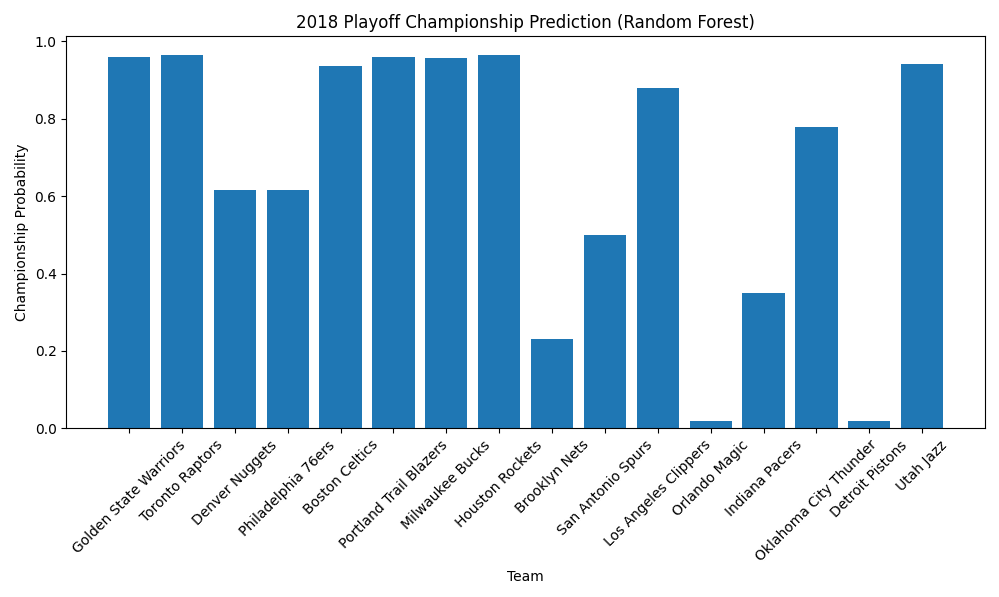 2018 Playoff Championship Prediction (Random Forest)
Championship Probability
1.0
0.8
0.6
0.4
0.2
0.0
Golden State Warriors
Toronto Raptors
Denver Nuggets
Philadelphia 76ers
Boston Celtics
Portland Trail Blazers
Milwaukee Bucks
Houston Rockets
Brooklyn Nets
San Antonio Spurs
Los Angeles Clippers
Orlando Magic
Indiana Pacers
Oklahoma City Thunder
Detroit Pistons
Utah Jazz
Team